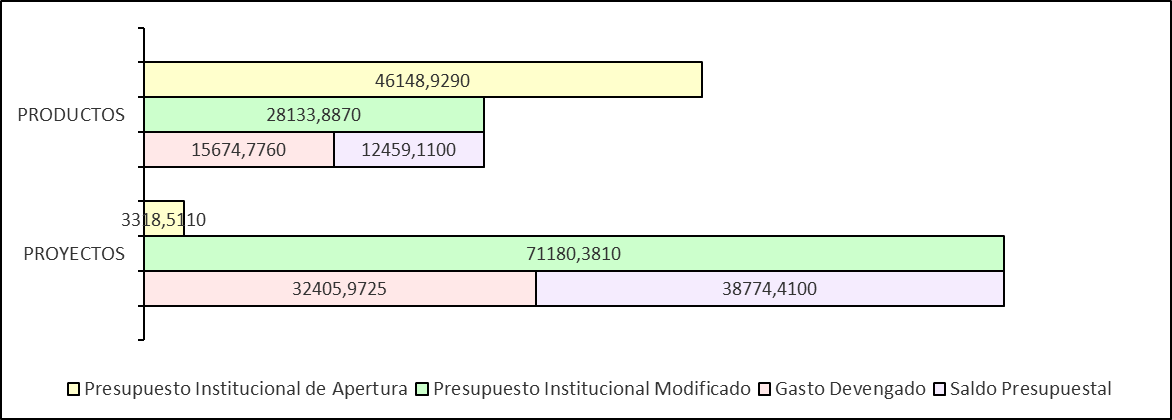 46148,9290
PRODUCTOS
28133,8870
15674,7760 12459,1100
3318,5110
PROYECTOS
71180,3810
32405,9725 38774,4100
Presupuesto Institucional de Apertura Presupuesto Institucional Modificado Gasto Devengado Saldo Presupuestal